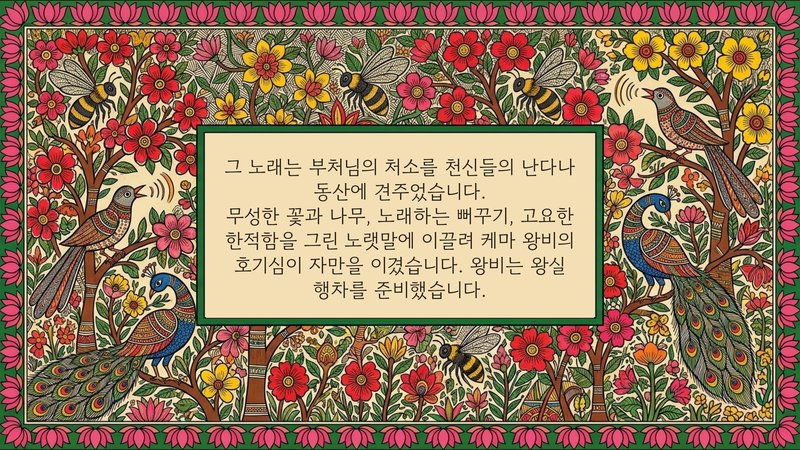 그 노래는 부처님의 처소를 천신들의 난다나
동산에 견주었습니다.
무성한 꽃과 나무, 노래하는 뻐꾸기, 고요한
한적함을 그린 노랫말에 이끌려 케마 왕비의
호기심이 자만을 이겼습니다. 왕비는 왕실
행차를 준비했습니다.